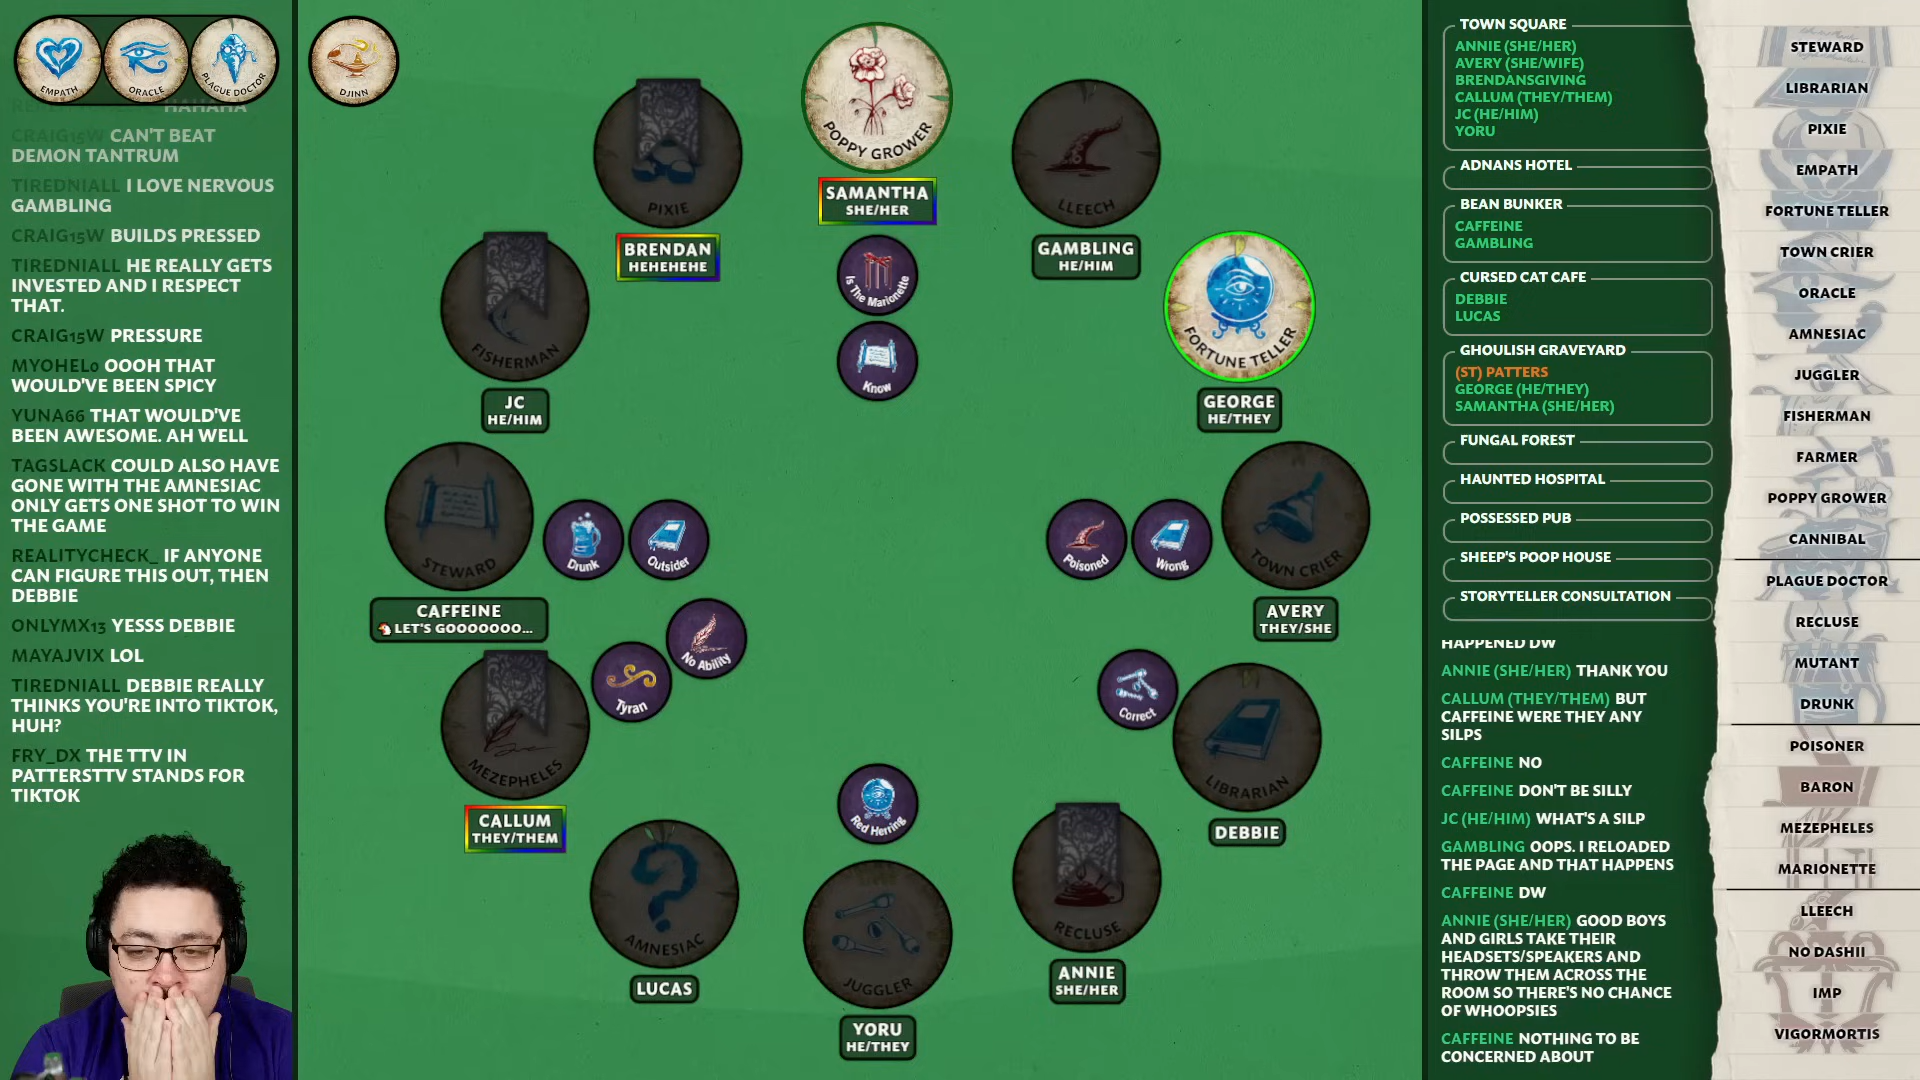 EMPATH
ORACLE
PLAGUE DOCTOR
DJINN
HAHAHA
CRAIG15W CAN'T BEAT
DEMON TANTRUM
TIREDNIALL I LOVE NERVOUS
GAMBLING
CRAIG15W BUILDS PRESSED
TIREDNIALL HE REALLY GETS
INVESTED AND I RESPECT
THAT.
CRAIG15W PRESSURE
MYOHEL0 OOOH THAT
WOULD'VE BEEN SPICY
YUNA66 THAT WOULD'VE
BEEN AWESOME. AH WELL
TAGSLACK COULD ALSO HAVE
GONE WITH THE AMNESIAC
ONLY GETS ONE SHOT TO WIN
THE GAME
REALITYCHECK_ IF ANYONE
CAN FIGURE THIS OUT, THEN
DEBBIE
ONLYMX13 YESSS DEBBIE
MAYAJVIX LOL
TIREDNIALL DEBBIE REALLY
THINKS YOU'RE INTO TIKTOK,
HUH?
FRY_DX THE TTV IN
PATTERSTTV STANDS FOR
TIKTOK
POPPY GROWER
SAMANTHA
SHE/HER
Is The Marionette
Know
LLEECH
GAMBLING
HE/HIM
FORTUNE TELLER
GEORGE
HE/THEY
TOWN CRIER
AVERY
THEY/SHE
Poisoned
Wrong
LIBRARIAN
DEBBIE
Correct
RECLUSE
ANNIE
SHE/HER
Red Herring
JUGGLER
YORU
HE/THEY
AMNESIAC
LUCAS
MEZEPHELES
CALLUM
THEY/THEM
Tyran
No Ability
STEWARD
CAFFEINE
LET'S GOOOOOOO...
Drunk
Outsider
FISHERMAN
JC
HE/HIM
PIXIE
BRENDAN
HEHEHEHE
TOWN SQUARE
ANNIE (SHE/HER)
AVERY (SHE/WIFE)
BRENDANSGIVING
CALLUM (THEY/THEM)
JC (HE/HIM)
YORU
ADNANS HOTEL
BEAN BUNKER
CAFFEINE
GAMBLING
CURSED CAT CAFE
DEBBIE
LUCAS
GHOULISH GRAVEYARD
(ST) PATTERS
GEORGE (HE/THEY)
SAMANTHA (SHE/HER)
FUNGAL FOREST
HAUNTED HOSPITAL
POSSESSED PUB
SHEEP'S POOP HOUSE
STORYTELLER CONSULTATION
HAPPENED DW
ANNIE (SHE/HER) THANK YOU
CALLUM (THEY/THEM) BUT
CAFFEINE WERE THEY ANY
SILPS
CAFFEINE NO
CAFFEINE DON'T BE SILLY
JC (HE/HIM) WHAT'S A SILP
GAMBLING OOPS. I RELOADED
THE PAGE AND THAT HAPPENS
CAFFEINE DW
ANNIE (SHE/HER) GOOD BOYS
AND GIRLS TAKE THEIR
HEADSETS/SPEAKERS AND
THROW THEM ACROSS THE
ROOM SO THERE'S NO CHANCE
OF WHOOPSIES
CAFFEINE NOTHING TO BE
CONCERNED ABOUT
STEWARD
LIBRARIAN
PIXIE
EMPATH
FORTUNE TELLER
TOWN CRIER
ORACLE
AMNESIAC
JUGGLER
FISHERMAN
FARMER
POPPY GROWER
CANNIBAL
PLAGUE DOCTOR
RECLUSE
MUTANT
DRUNK
POISONER
BARON
MEZEPHELES
MARIONETTE
LLEECH
NO DASHII
IMP
VIGORMORTIS